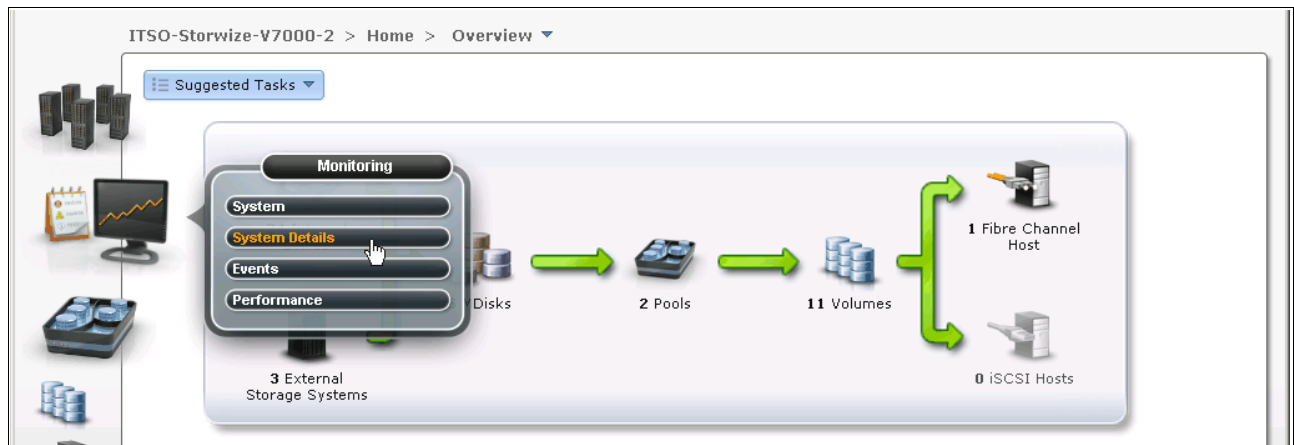 ITSO-Storwize-V7000-2 > Home > Overview
Suggested Tasks
Monitoring
System
System Details
Events
Performance
Disks
2 Pools
11 Volumes
1 Fibre Channel
Host
0 iSCSI Hosts
3 External
Storage Systems